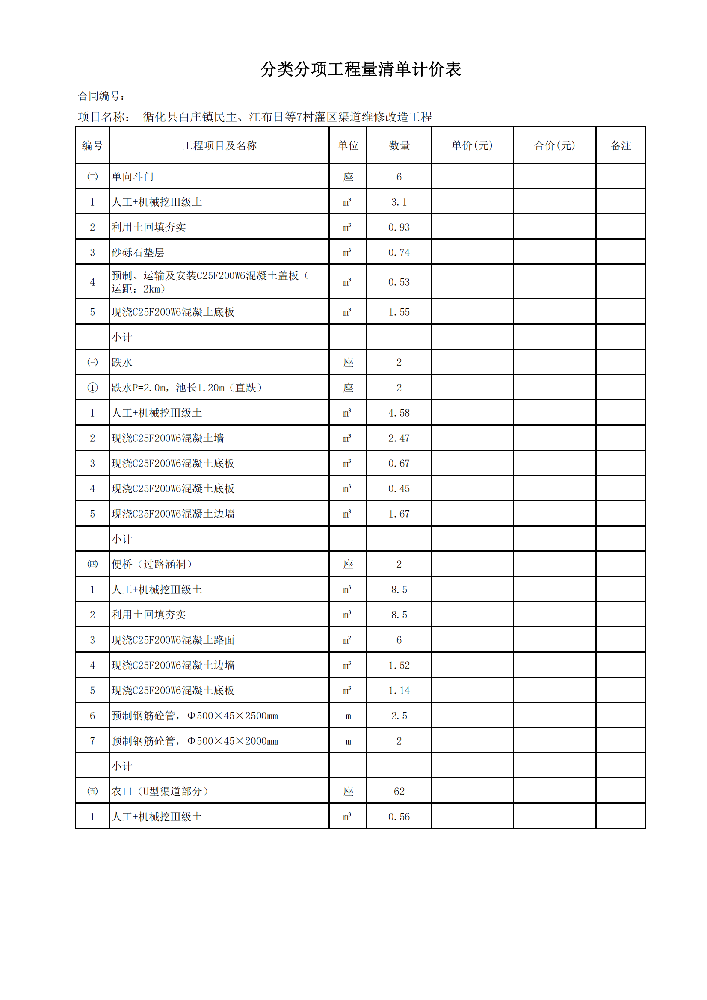 分类分项工程量清单计价表
合同编号：
项目名称： 循化县白庄镇民主、江布日等7村灌区渠道维修改造工程
编号 工程项目及名称 单位 数量 单价(元) 合价(元) 备注
㈡ 单向斗门 座 6
1 人工+机械挖Ⅲ级土 m³ 3.1
2 利用土回填夯实 m³ 0.93
3 砂砾石垫层 m³ 0.74
4 预制、运输及安装C25F200W6混凝土盖板（
运距：2km） m³ 0.53
5 现浇C25F200W6混凝土底板 m³ 1.55
小计
㈢ 跌水 座 2
① 跌水P=2.0m，池长1.20m（直跌） 座 2
1 人工+机械挖Ⅲ级土 m³ 4.58
2 现浇C25F200W6混凝土墙 m³ 2.47
3 现浇C25F200W6混凝土底板 m³ 0.67
4 现浇C25F200W6混凝土底板 m³ 0.45
5 现浇C25F200W6混凝土边墙 m³ 1.67
小计
㈣ 便桥（过路涵洞） 座 2
1 人工+机械挖Ⅲ级土 m³ 8.5
2 利用土回填夯实 m³ 8.5
3 现浇C25F200W6混凝土路面 m² 6
4 现浇C25F200W6混凝土边墙 m³ 1.52
5 现浇C25F200W6混凝土底板 m³ 1.14
6 预制钢筋砼管，Φ500×45×2500mm m 2.5
7 预制钢筋砼管，Φ500×45×2000mm m 2
小计
㈤ 农口（U型渠道部分） 座 62
1 人工+机械挖Ⅲ级土 m³ 0.56